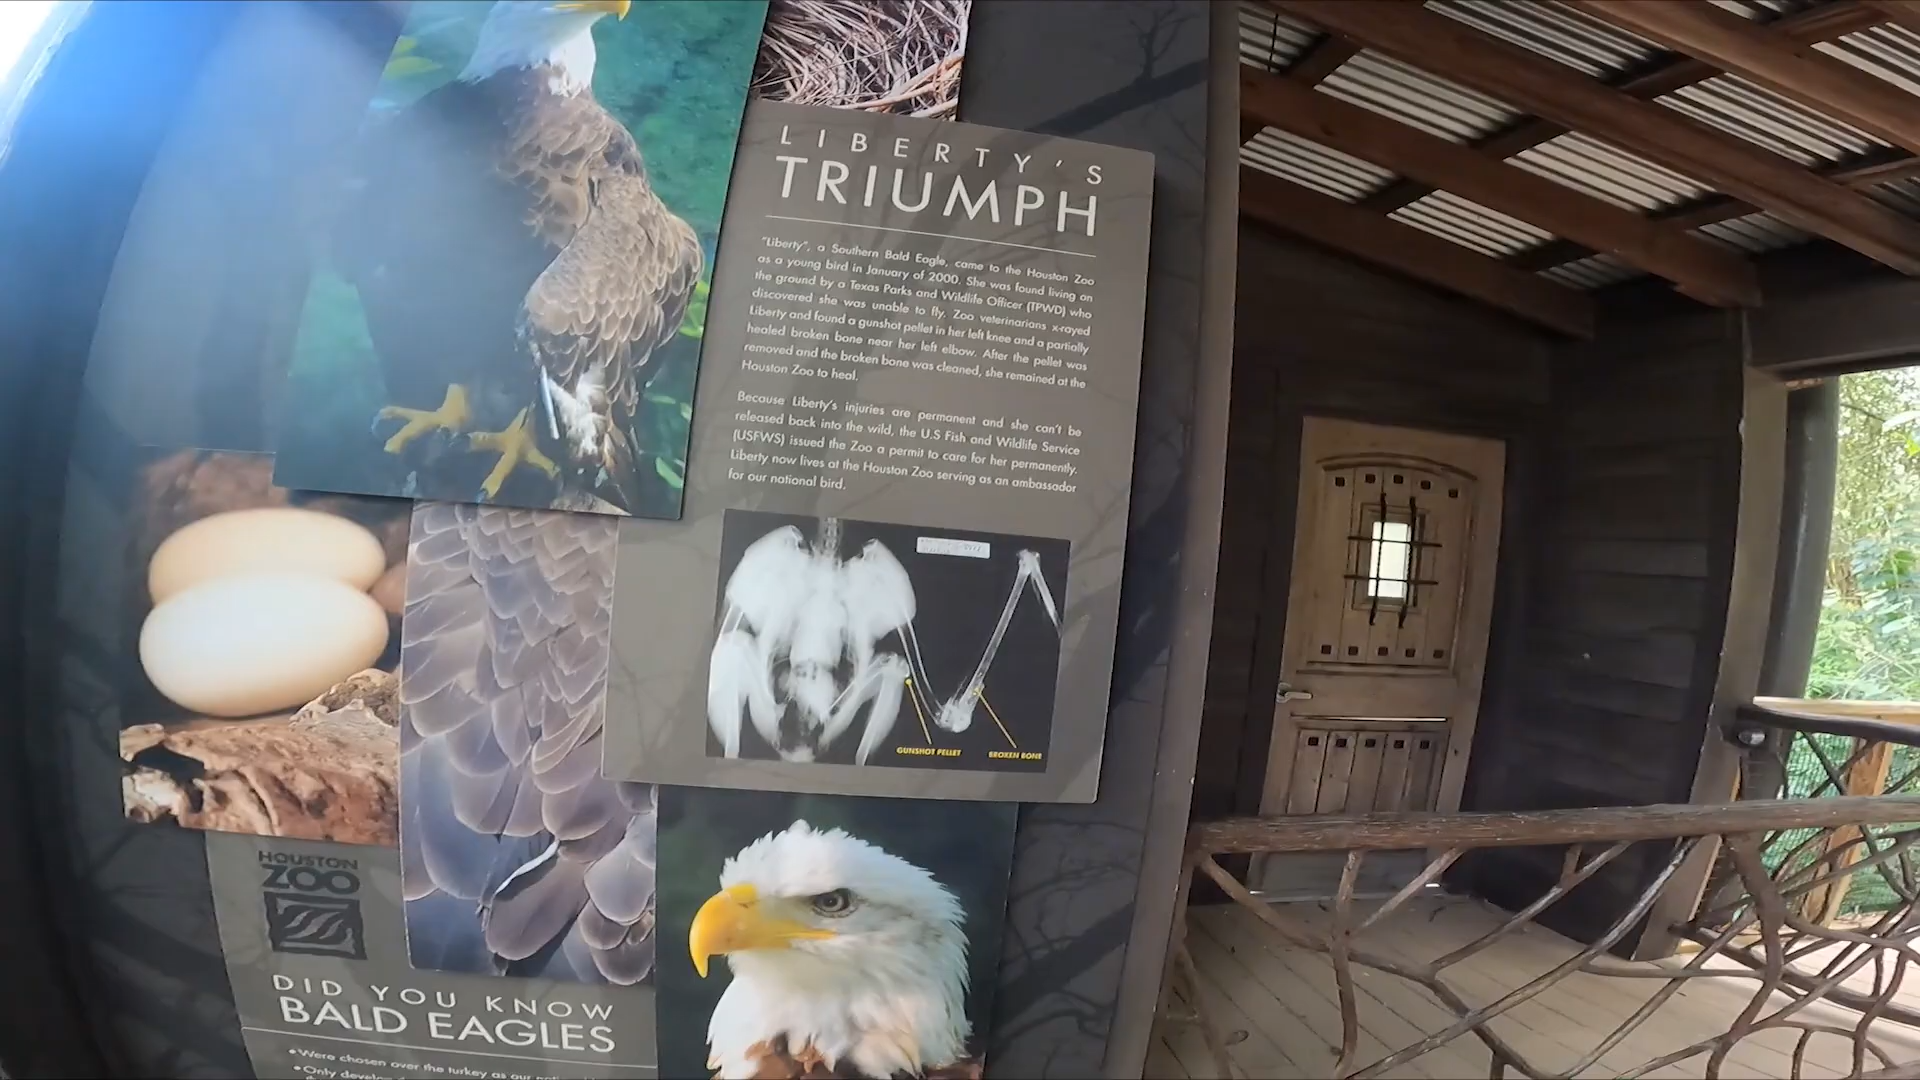 LIBERTY'S
TRIUMPH
"Liberty", a Southern Bald Eagle, came to the Houston Zoo
as a young bird in January of 2000. She was found living on
the ground by a Texas Parks and Wildlife Officer (TPWD) who
discovered she was unable to fly. Zoo veterinarians x-rayed
Liberty and found a gunshot pellet in her left knee and a partially
healed broken bone near her left elbow. After the pellet was
removed and the broken bone was cleaned, she remained at the
Houston Zoo to heal.
Because Liberty's injuries are permanent and she can't be
released back into the wild, the U.S Fish and Wildlife Service
(USFWS) issued the Zoo a permit to care for her permanently.
Liberty now lives at the Houston Zoo serving as an ambassador
for our national bird.
GUNSHOT PELLET
BROKEN BONE
HOUSTON
ZOO
DID YOU KNOW
BALD EAGLES
•Were chosen over the turkey as our
•Only